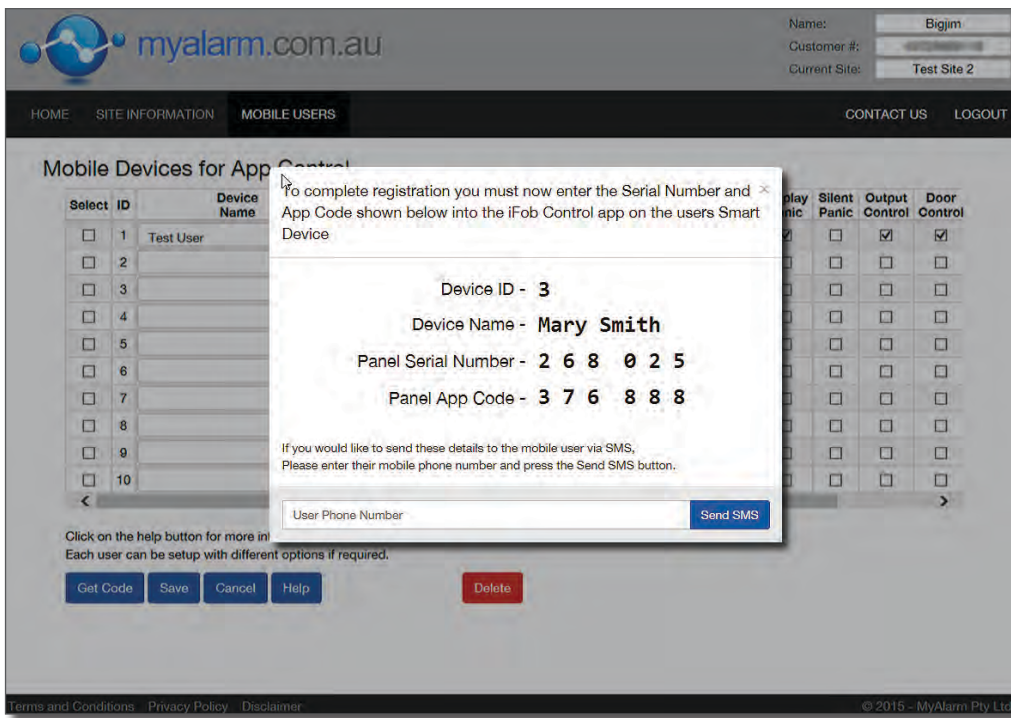 myalarm.com.au
Name: Bigjim
Customer #:
Current Site: Test Site 2
HOME SITE INFORMATION MOBILE USERS CONTACT US LOGOUT
Mobile Devices for App Control
Select ID Device Name play nic Silent Panic Output Control Door Control
1 Test User
2
3
4
5
6
7
8
9
10
To complete registration you must now enter the Serial Number and ×
App Code shown below into the iFob Control app on the users Smart
Device
Device ID - 3
Device Name - Mary Smith
Panel Serial Number - 2 6 8 0 2 5
Panel App Code - 3 7 6 8 8 8
If you would like to send these details to the mobile user via SMS,
Please enter their mobile phone number and press the Send SMS button.
User Phone Number Send SMS
Click on the help button for more in
Each user can be setup with different options if required.
Get Code Save Cancel Help Delete
Terms and Conditions Privacy Policy Disclaimer © 2015 - MyAlarm Pty Ltd